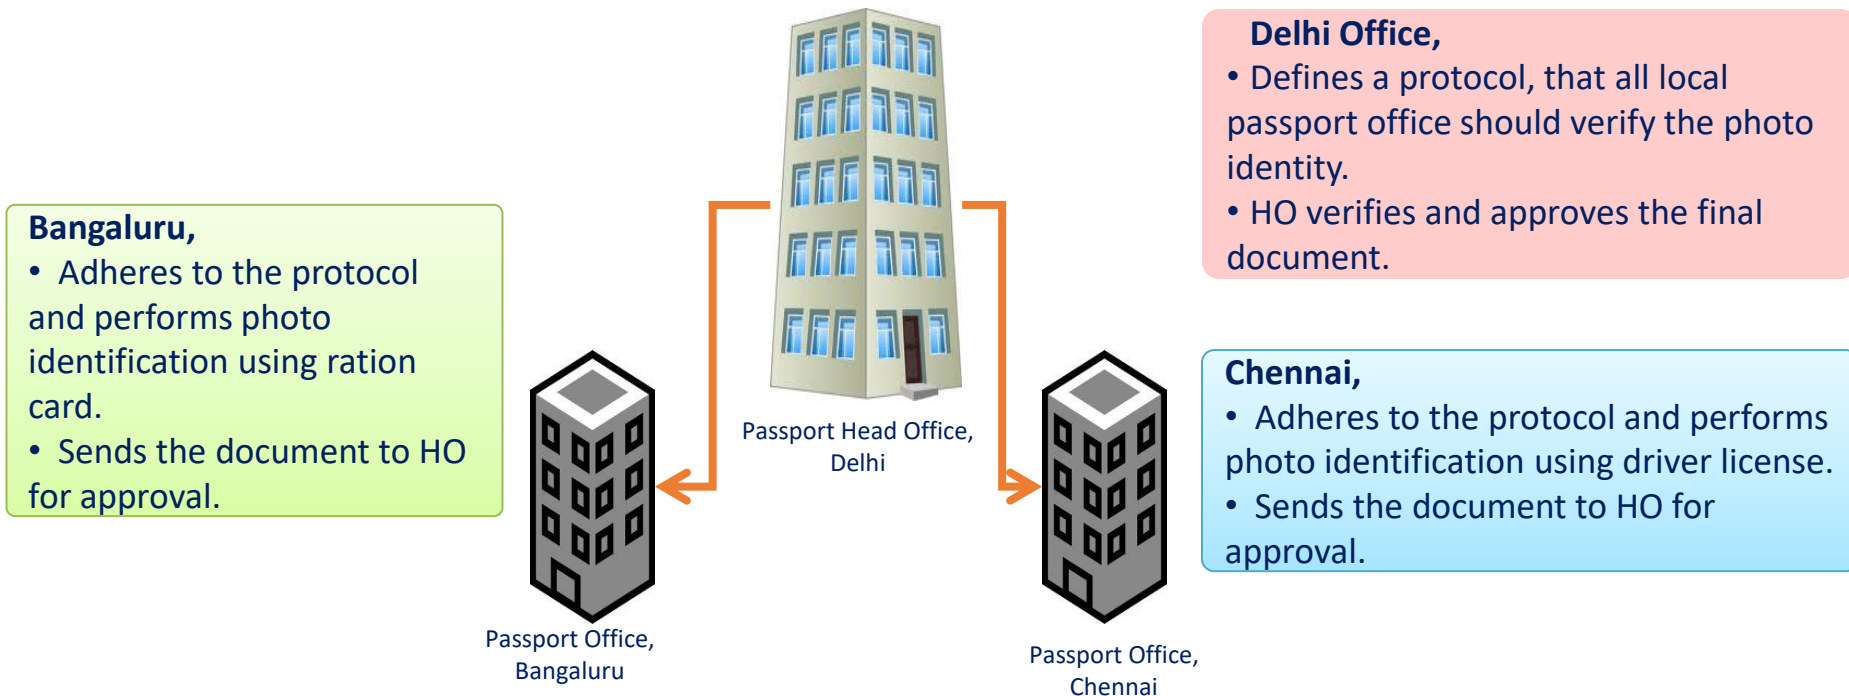 Delhi Office,
• Defines a protocol, that all local
passport office should verify the photo
identity.
• HO verifies and approves the final
document.
Bangaluru,
• Adheres to the protocol
and performs photo
identification using ration
card.
• Sends the document to HO
for approval.
Passport Head Office,
Delhi
Chennai,
• Adheres to the protocol and performs
photo identification using driver license.
• Sends the document to HO for
approval.
Passport Office,
Bangaluru
Passport Office,
Chennai